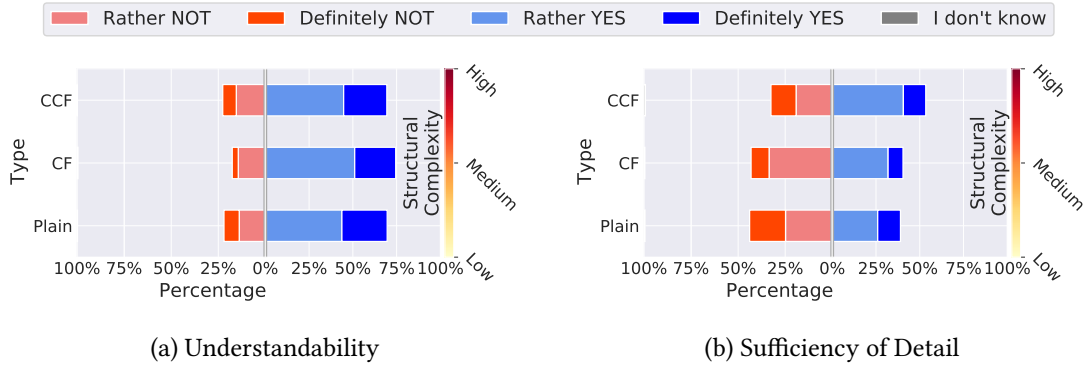 Rather NOT Definitely NOT Rather YES Definitely YES I don't know
Type
CCF
CF
Plain
100% 75% 50% 25% 0% 25% 50% 75% 100%
Percentage
Structural
Complexity
High
Medium
Low
(a) Understandability
Type
CCF
CF
Plain
100% 75% 50% 25% 0% 25% 50% 75% 100%
Percentage
Structural
Complexity
High
Medium
Low
(b) Sufficiency of Detail